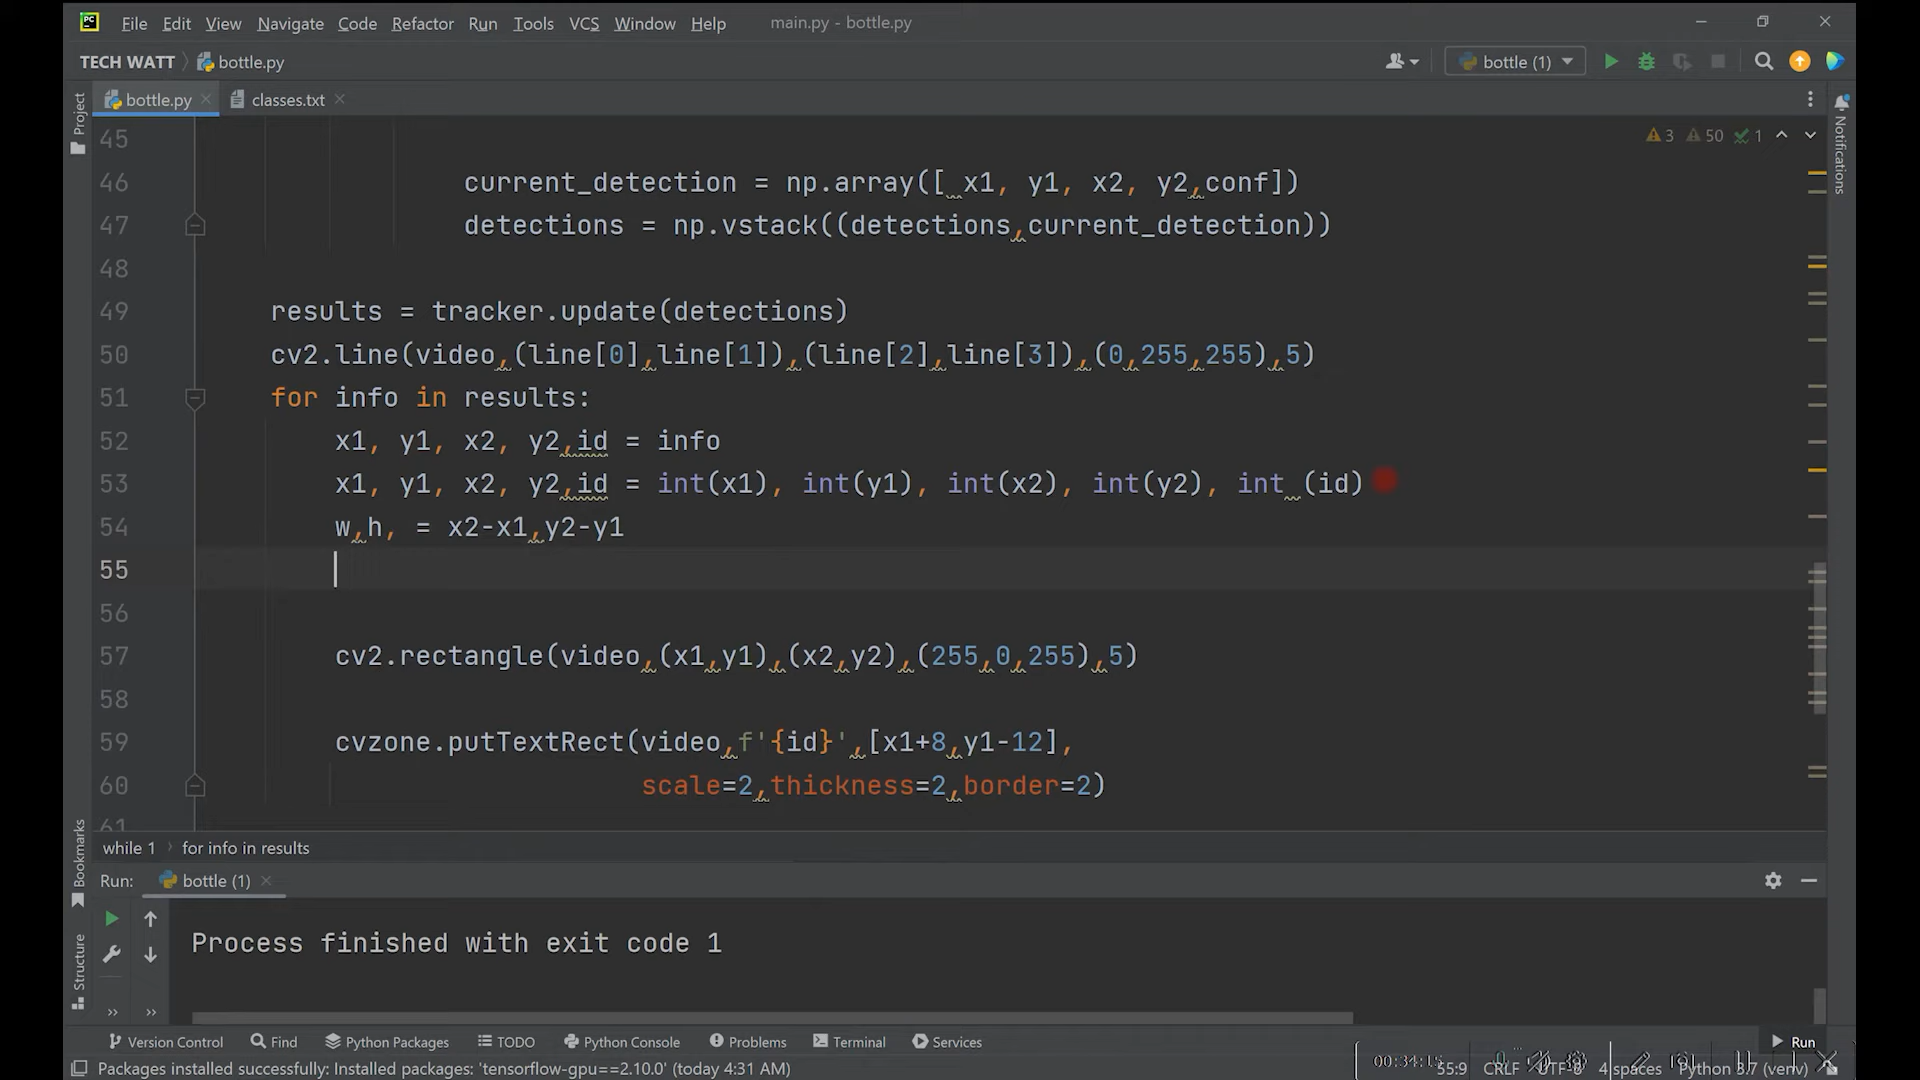 File Edit View Navigate Code Refactor Run Tools VCS Window Help main.py - bottle.py
TECH WATT bottle.py bottle (1)
bottle.py classes.txt
Project
Notifications
3 50 1
45
46 current_detection = np.array([ x1, y1, x2, y2,conf])
47 detections = np.vstack((detections,current_detection))
48
49 results = tracker.update(detections)
50 cv2.line(video,(line[0],line[1]),(line[2],line[3]),(0,255,255),5)
51 for info in results:
52 x1, y1, x2, y2,id = info
53 x1, y1, x2, y2,id = int(x1), int(y1), int(x2), int(y2), int (id)
54 w,h, = x2-x1,y2-y1
55
56
57 cv2.rectangle(video,(x1,y1),(x2,y2),(255,0,255),5)
58
59 cvzone.putTextRect(video,f'{id}',[x1+8,y1-12],
60 scale=2,thickness=2,border=2)
61
while 1 for info in results
Bookmarks
Structure
Run: bottle (1)
Process finished with exit code 1
Version Control Find Python Packages TODO Python Console Problems Terminal Services Run
Packages installed successfully: Installed packages: 'tensorflow-gpu==2.10.0' (today 4:31 AM) 00:34:15 55:9 CRLF UTF-8 4 spaces Python 3.7 (venv)